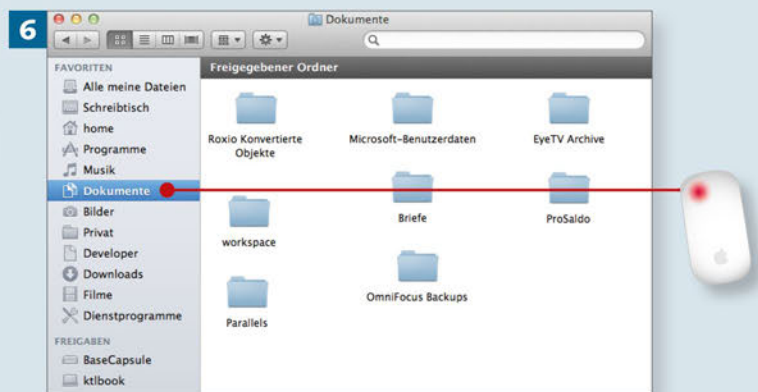 6
Dokumente
FAVORITEN
Alle meine Dateien
Schreibtisch
home
Programme
Musik
Dokumente
Bilder
Privat
Developer
Downloads
Filme
Dienstprogramme
FREIGABEN
BaseCapsule
ktlbook
Freigegebener Ordner
Roxio Konvertierte
Objekte
Microsoft-Benutzerdaten
EyeTV Archive
workspace
Briefe
ProSaldo
Parallels
OmniFocus Backups